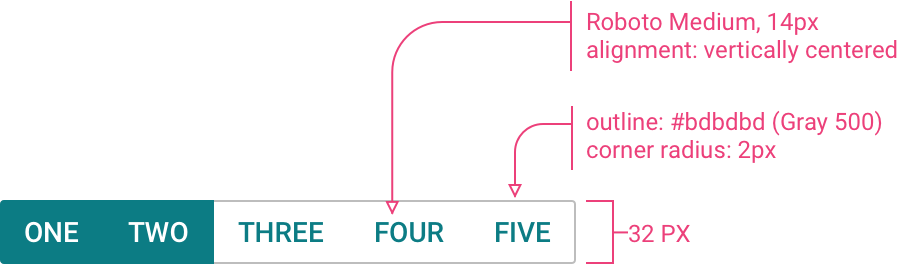 Roboto Medium, 14px
alignment: vertically centered
outline: #bdbdbd (Gray 500)
corner radius: 2px
ONE TWO THREE FOUR FIVE
32 PX